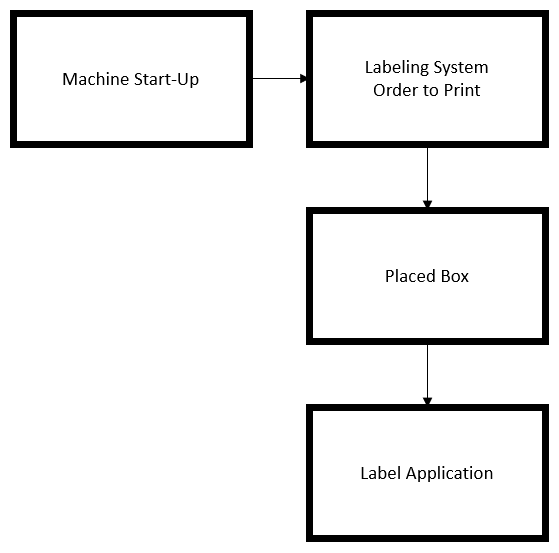 Machine Start-Up
Labeling System
Order to Print
Placed Box
Label Application